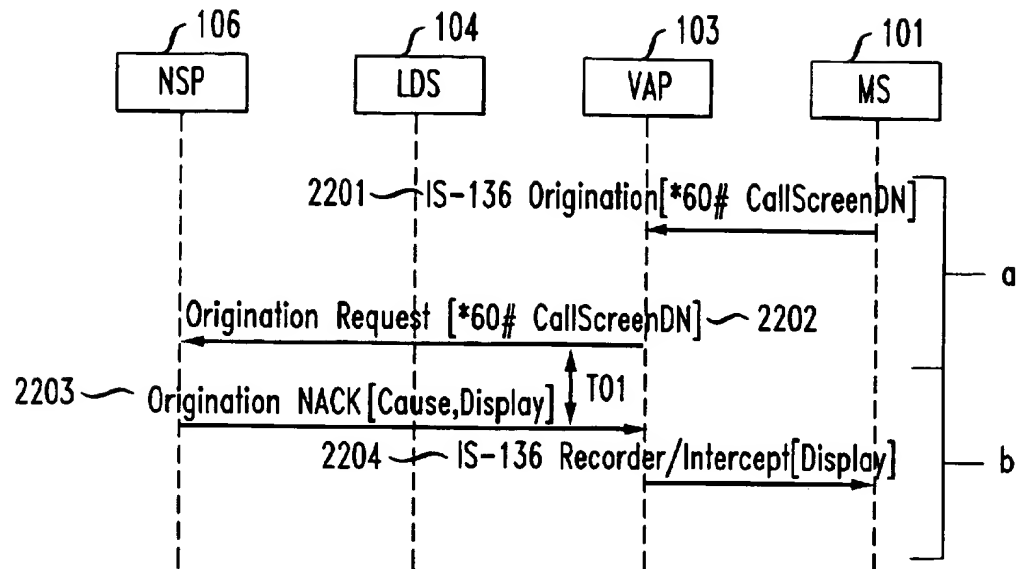 106
104
103
101
NSP
LDS
VAP
MS
2201 IS-136 Origination[*60# CallScreenDN]
a
Origination Request [*60# CallScreenDN] 2202
T01
2203 Origination NACK[Cause,Display]
2204 IS-136 Recorder/Intercept[Display]
b